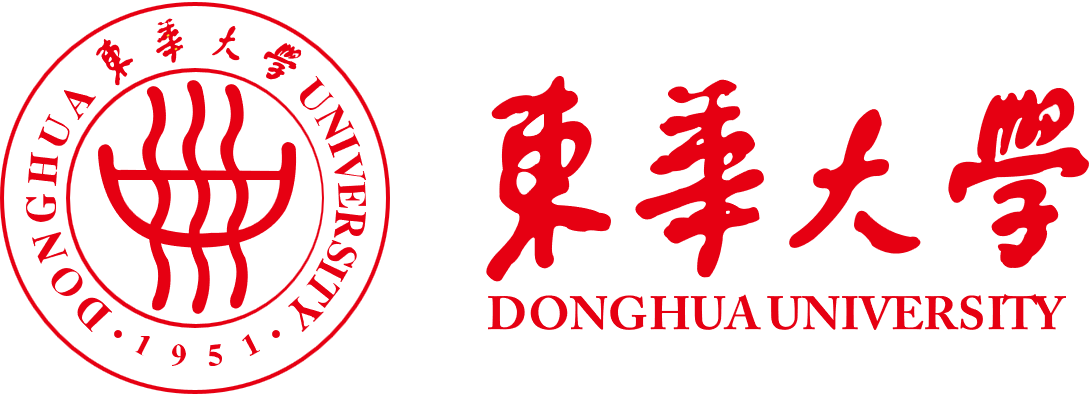 東華大學
DONGHUA UNIVERSITY
· 1951 ·
東華大學
DONGHUA UNIVERSITY